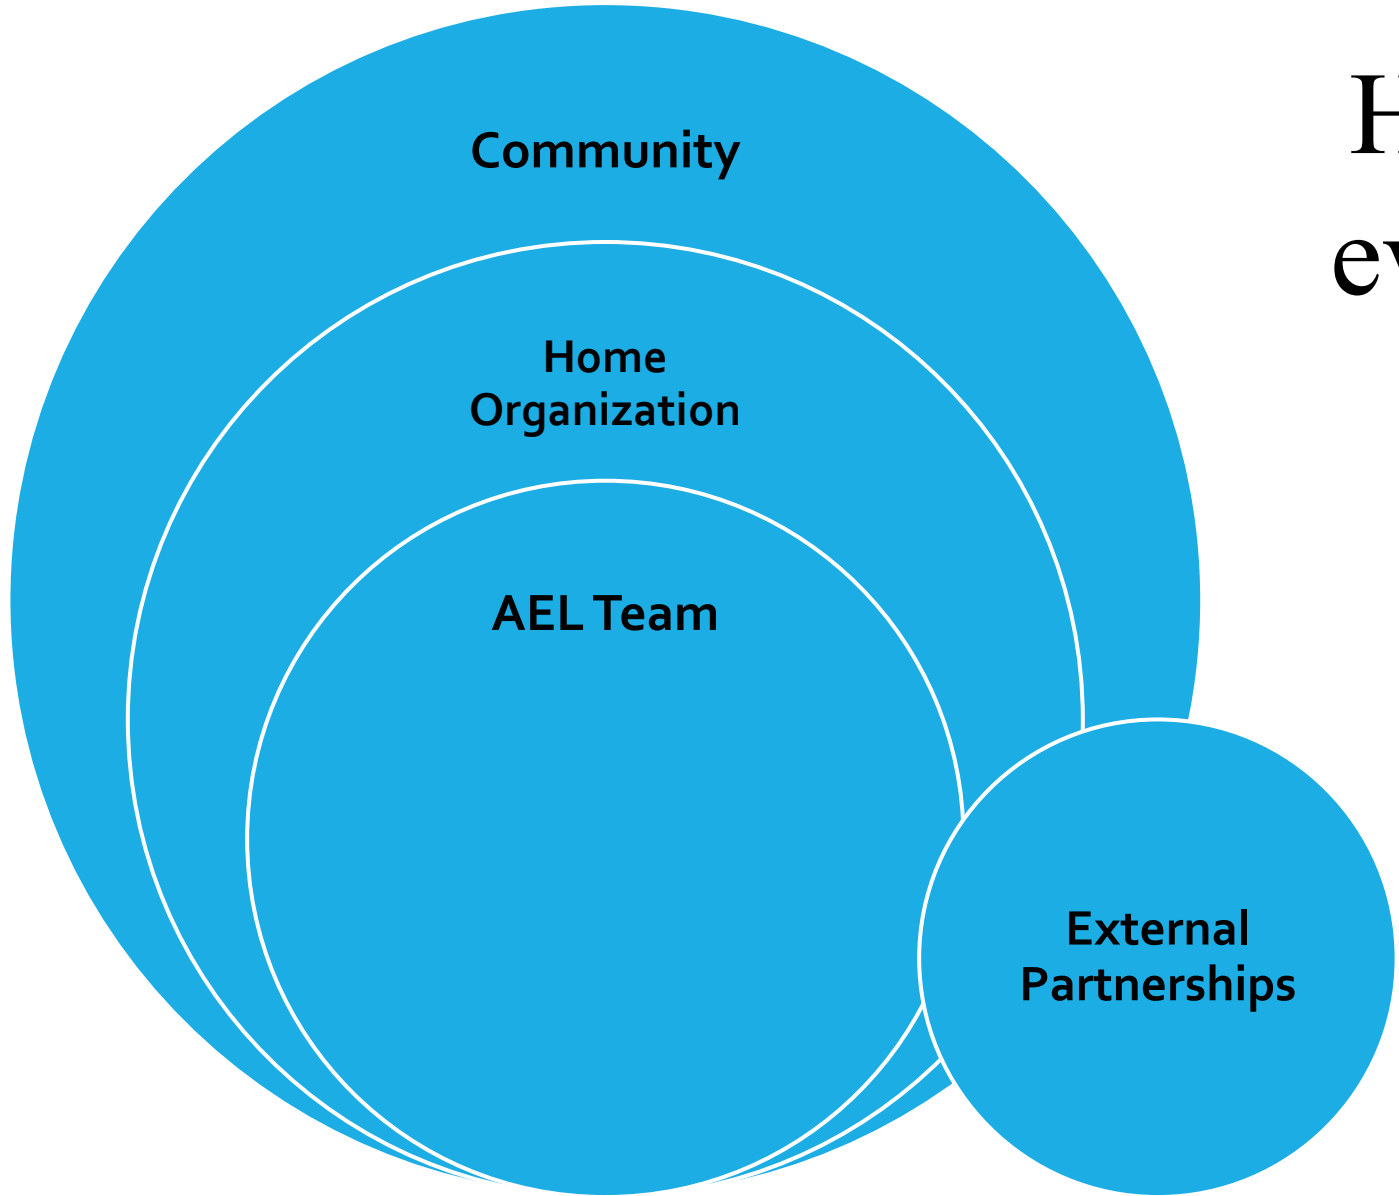 Community
Home
Organization
AEL Team
External
Partnerships